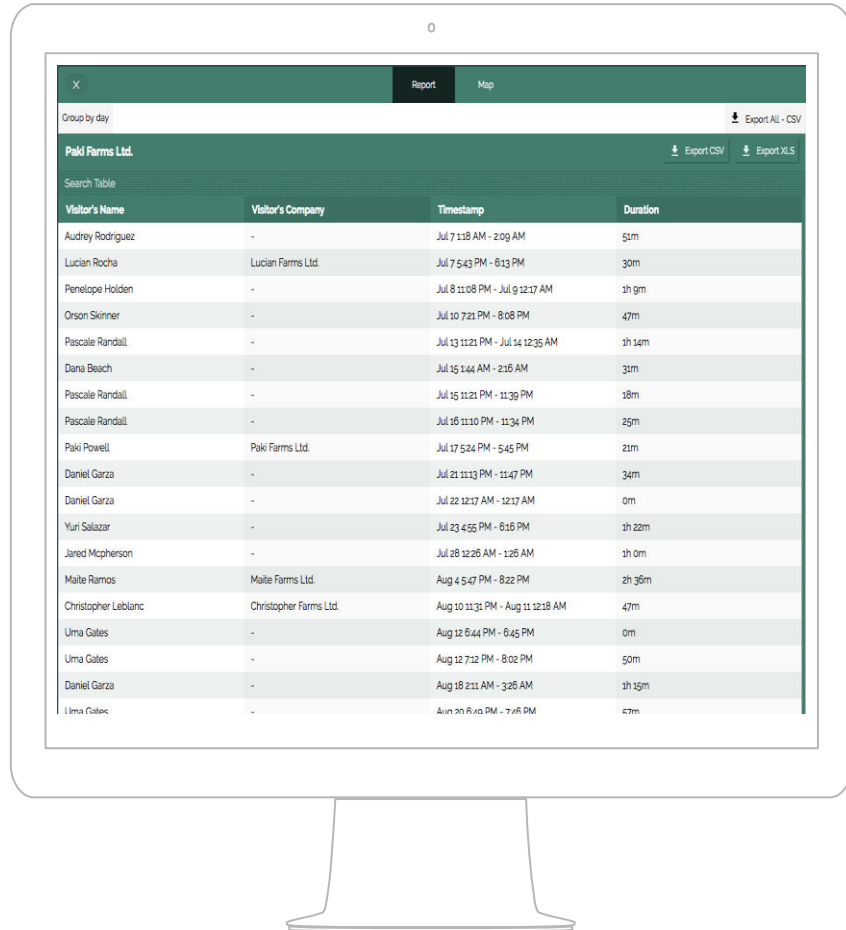 X Report Map
Group by day Export All - CSV
Paki Farms Ltd. Export CSV Export XLS
Search Table
Visitor's Name Visitor's Company Timestamp Duration
Audrey Rodriguez - Jul 7 1:18 AM - 2:09 AM 51m
Lucian Rocha Lucian Farms Ltd. Jul 7 5:43 PM - 6:13 PM 30m
Penelope Holden - Jul 8 11:08 PM - Jul 9 12:17 AM 1h 9m
Orson Skinner - Jul 10 7:21 PM - 8:08 PM 47m
Pascale Randall - Jul 13 11:21 PM - Jul 14 12:35 AM 1h 14m
Dana Beach - Jul 15 1:44 AM - 2:16 AM 31m
Pascale Randall - Jul 15 11:21 PM - 11:39 PM 18m
Pascale Randall - Jul 16 11:10 PM - 11:34 PM 25m
Paki Powell Paki Farms Ltd. Jul 17 5:24 PM - 5:45 PM 21m
Daniel Garza - Jul 21 11:13 PM - 11:47 PM 34m
Daniel Garza - Jul 22 12:17 AM - 12:17 AM 0m
Yuri Salazar - Jul 23 4:55 PM - 6:16 PM 1h 22m
Jared Mcpherson - Jul 28 12:26 AM - 1:26 AM 1h 0m
Maite Ramos Maite Farms Ltd. Aug 4 5:47 PM - 8:22 PM 2h 36m
Christopher Leblanc Christopher Farms Ltd. Aug 10 11:31 PM - Aug 11 12:18 AM 47m
Uma Gates - Aug 12 6:44 PM - 6:45 PM 0m
Uma Gates - Aug 12 7:12 PM - 8:02 PM 50m
Daniel Garza - Aug 18 2:11 AM - 3:26 AM 1h 15m
Uma Gates - Aug 20 6:49 PM - 7:46 PM 57m